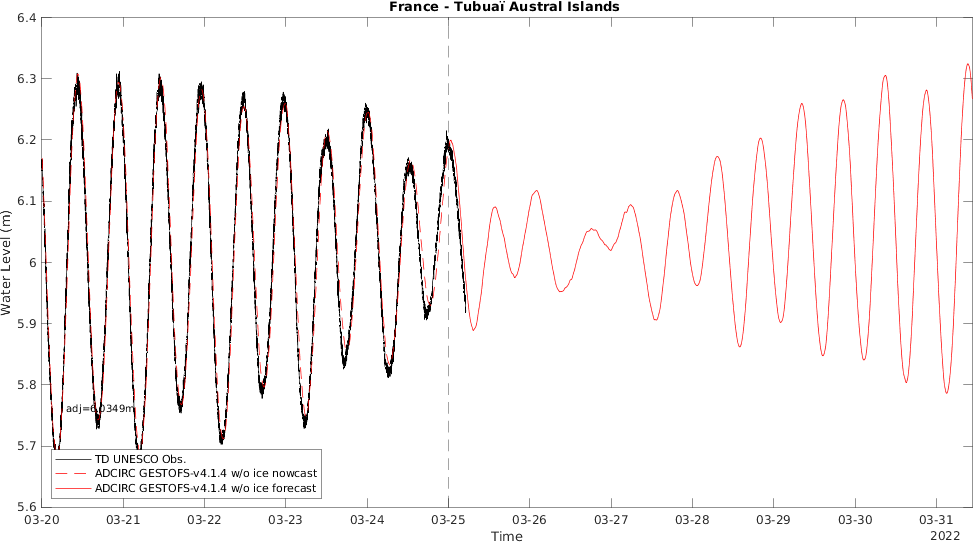 France - Tubuaï Austral Islands
6.4
6.3
6.2
6.1
6
5.9
5.8
5.7
5.6
Water Level (m)
adj=6.0349m
TD UNESCO Obs.
ADCIRC GESTOFS-v4.1.4 w/o ice nowcast
ADCIRC GESTOFS-v4.1.4 w/o ice forecast
03-20 03-21 03-22 03-23 03-24 03-25 03-26 03-27 03-28 03-29 03-30 03-31
Time 2022